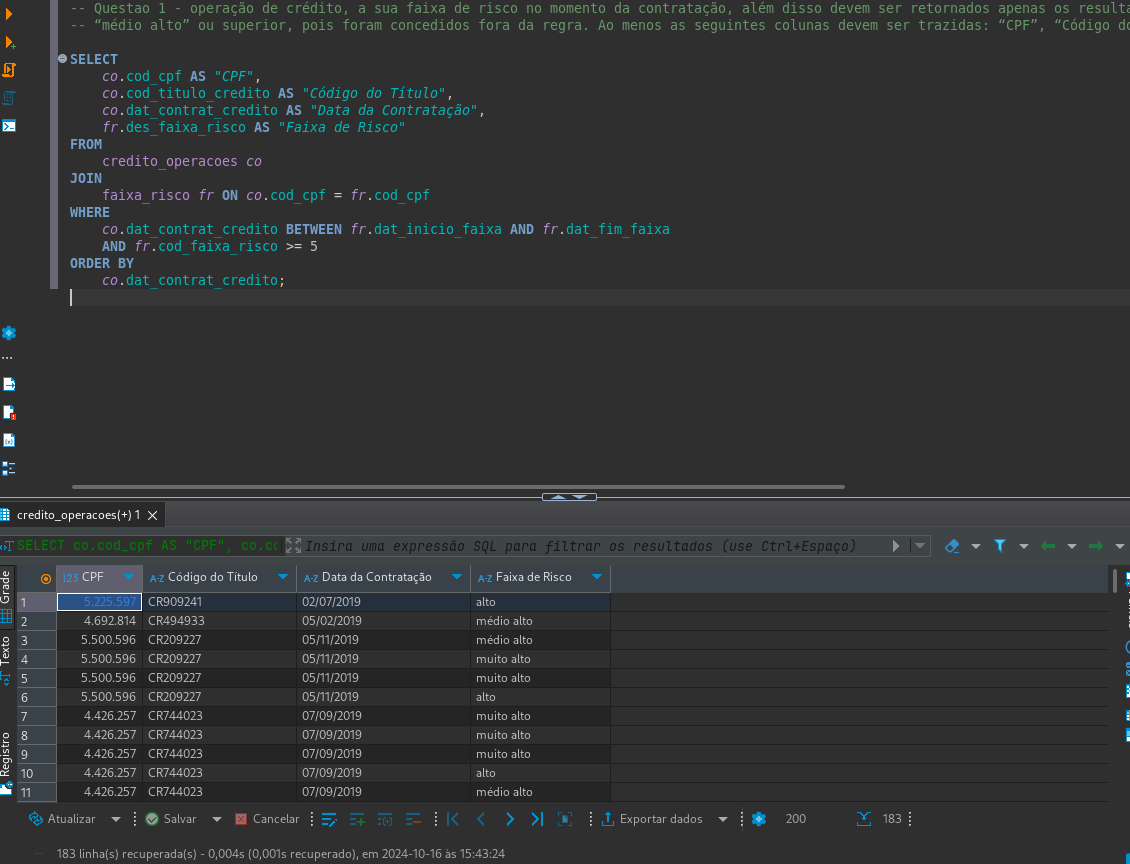 -- Questao 1 - operação de crédito, a sua faixa de risco no momento da contratação, além disso devem ser retornados apenas os resulta
-- “médio alto” ou superior, pois foram concedidos fora da regra. Ao menos as seguintes colunas devem ser trazidas: “CPF”, “Código do
SELECT
co.cod_cpf AS "CPF",
co.cod_titulo_credito AS "Código do Título",
co.dat_contrat_credito AS "Data da Contratação",
fr.des_faixa_risco AS "Faixa de Risco"
FROM
credito_operacoes co
JOIN
faixa_risco fr ON co.cod_cpf = fr.cod_cpf
WHERE
co.dat_contrat_credito BETWEEN fr.dat_inicio_faixa AND fr.dat_fim_faixa
AND fr.cod_faixa_risco >= 5
ORDER BY
co.dat_contrat_credito;
credito_operacoes(+) 1
SELECT co.cod_cpf AS "CPF", co.co
Insira uma expressão SQL para filtrar os resultados (use Ctrl+Espaço)
Grade
Texto
Registro
123 CPF A-Z Código do Título A-Z Data da Contratação A-Z Faixa de Risco
1 5.225.597 CR909241 02/07/2019 alto
2 4.692.814 CR494933 05/02/2019 médio alto
3 5.500.596 CR209227 05/11/2019 médio alto
4 5.500.596 CR209227 05/11/2019 muito alto
5 5.500.596 CR209227 05/11/2019 muito alto
6 5.500.596 CR209227 05/11/2019 alto
7 4.426.257 CR744023 07/09/2019 muito alto
8 4.426.257 CR744023 07/09/2019 muito alto
9 4.426.257 CR744023 07/09/2019 muito alto
10 4.426.257 CR744023 07/09/2019 alto
11 4.426.257 CR744023 07/09/2019 médio alto
Atualizar Salvar Cancelar Exportar dados 200 183
183 linha(s) recuperada(s) - 0,004s (0,001s recuperado), em 2024-10-16 às 15:43:24